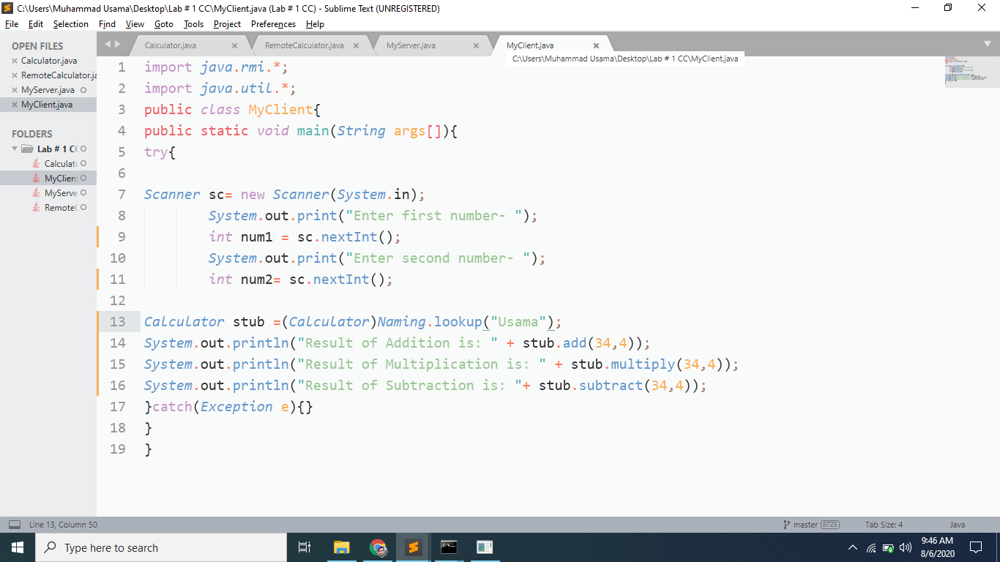 C:\Users\Muhammad Usama\Desktop\Lab # 1 CC\MyClient.java (Lab # 1 CC) - Sublime Text (UNREGISTERED)
File Edit Selection Find View Goto Tools Project Preferences Help
OPEN FILES
Calculator.java
RemoteCalculator.ja
MyServer.java
MyClient.java
FOLDERS
Lab # 1 C
Calculat
MyClien
MyServe
Remote
Calculator.java RemoteCalculator.java MyServer.java MyClient.java
C:\Users\Muhammad Usama\Desktop\Lab # 1 CC\MyClient.java
1 import java.rmi.*;
2 import java.util.*;
3 public class MyClient{
4 public static void main(String args[]){
5 try{
6
7 Scanner sc= new Scanner(System.in);
8 System.out.print("Enter first number- ");
9 int num1 = sc.nextInt();
10 System.out.print("Enter second number- ");
11 int num2= sc.nextInt();
12
13 Calculator stub =(Calculator)Naming.lookup("Usama");
14 System.out.println("Result of Addition is: " + stub.add(34,4));
15 System.out.println("Result of Multiplication is: " + stub.multiply(34,4));
16 System.out.println("Result of Subtraction is: "+ stub.subtract(34,4));
17 }catch(Exception e){}
18 }
19 }
Line 13, Column 50 master 8725 Tab Size: 4 Java
Type here to search
9:46 AM
8/6/2020